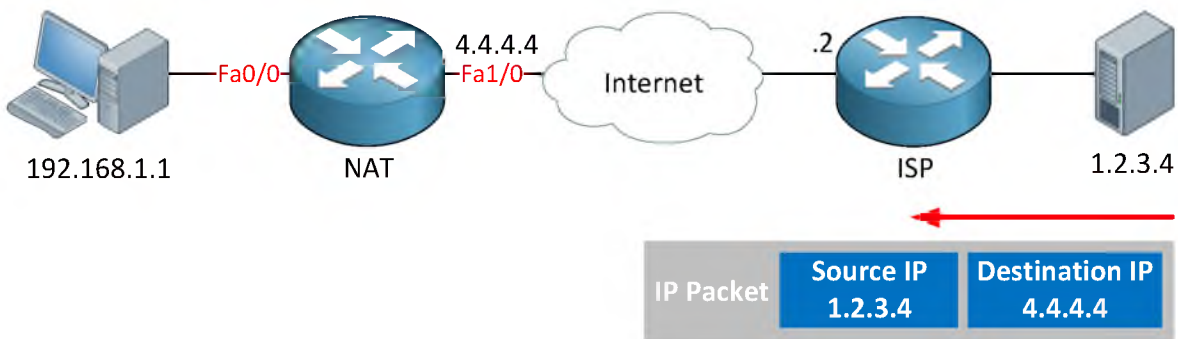 4.4.4.4
.2
Fa0/0
Fa1/0
Internet
192.168.1.1
NAT
ISP
1.2.3.4
IP Packet
Source IP
1.2.3.4
Destination IP
4.4.4.4